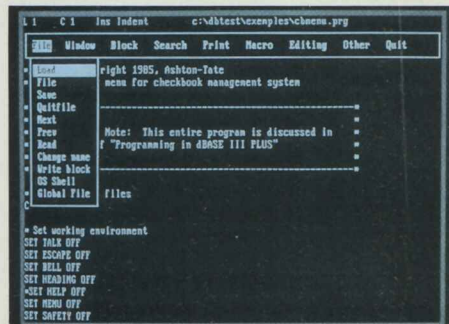 L 1 C 1 Ins Indent c:\dbtest\examples\cbmenu.prg
File Window Block Search Print Macro Editing Other Quit
Load right 1985, Ashton-Tate
File menu for checkbook management system
Save
Quitfile
Next
Prev Note: This entire program is discussed in
Read f "Programming in dBASE III PLUS"
Change name
Write block
OS Shell
Global File files
C
* Set working environment
SET TALK OFF
SET ESCAPE OFF
SET BELL OFF
SET HEADING OFF
*SET HELP OFF
SET MENU OFF
SET SAFETY OFF